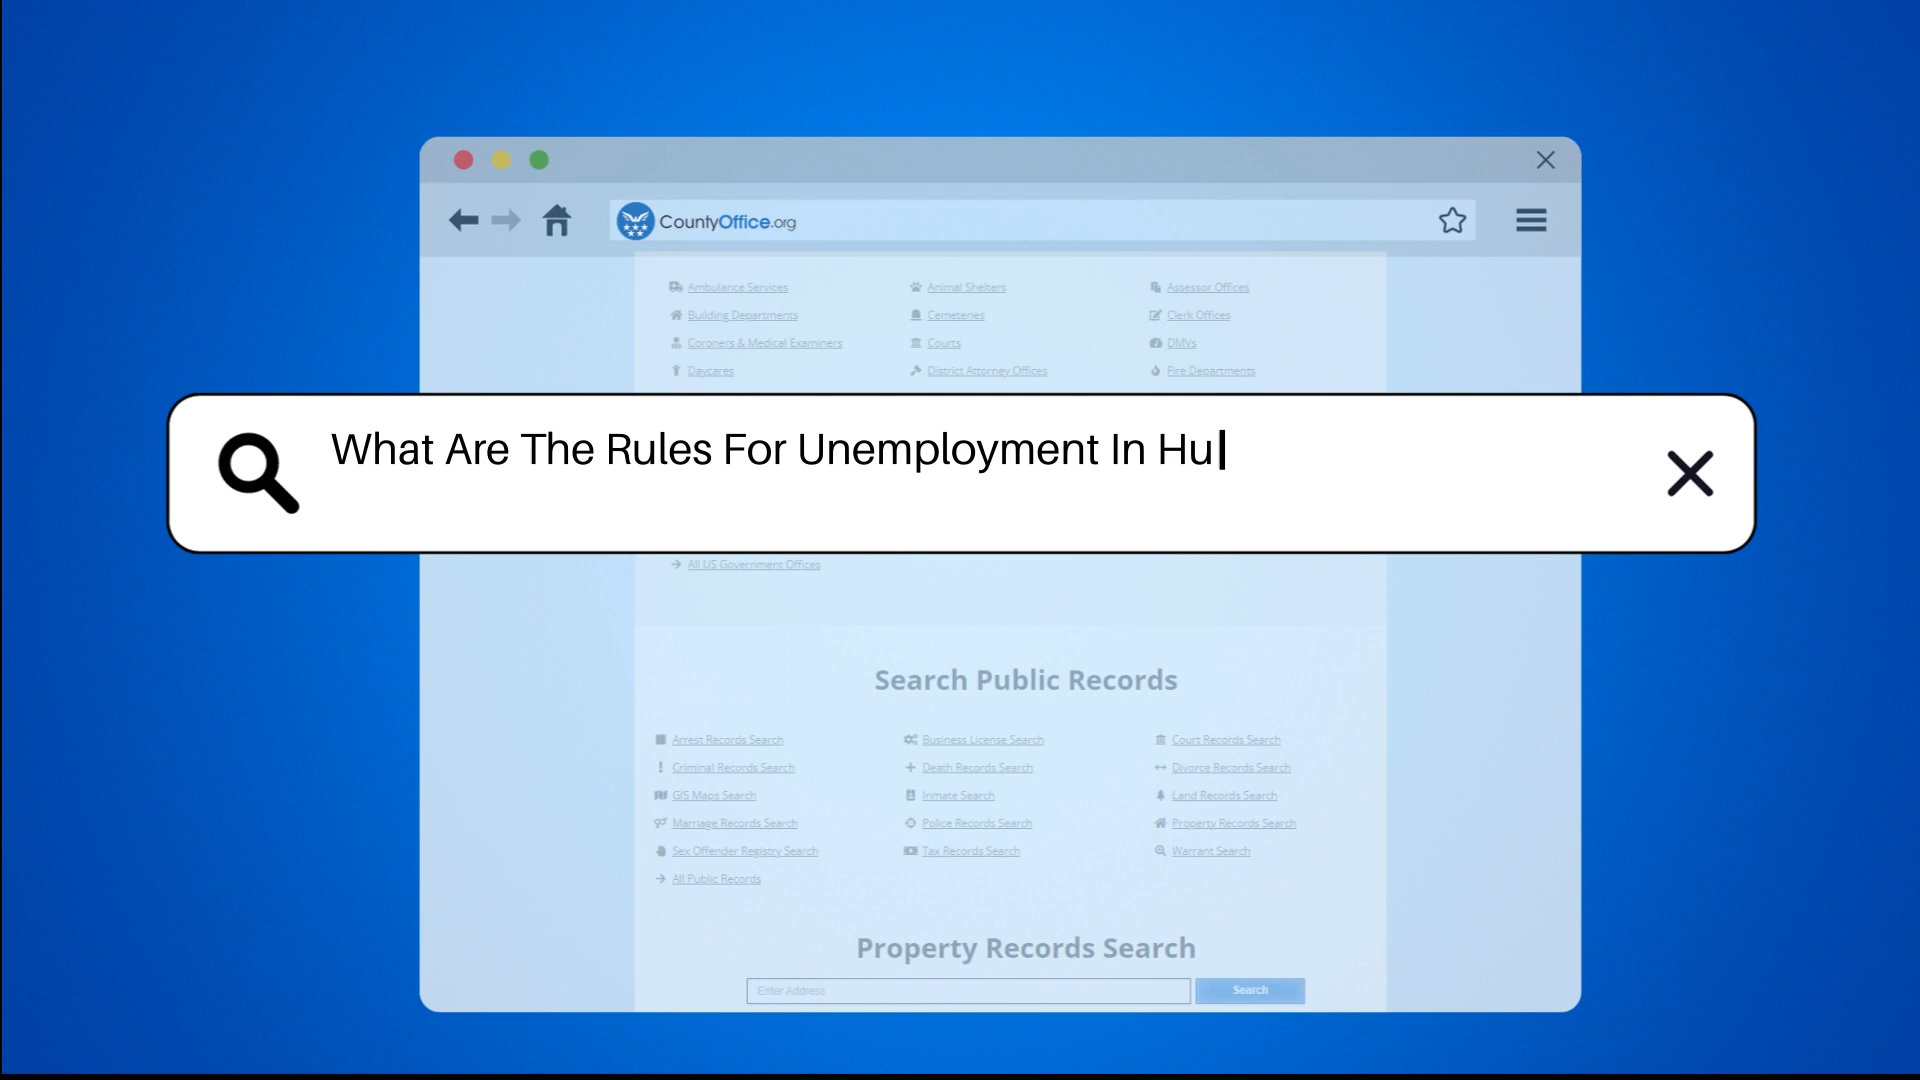 CountyOffice.org
Ambulance Services Animal Shelters Assessor Offices
Building Departments Cemeteries Clerk Offices
Coroners & Medical Examiners Courts DMVs
Daycares District Attorney Offices Fire Departments
What Are The Rules For Unemployment In Hu
All US Government Offices
Search Public Records
Arrest Records Search Business License Search Court Records Search
Criminal Records Search Death Records Search Divorce Records Search
GIS Maps Search Inmate Search Land Records Search
Marriage Records Search Police Records Search Property Records Search
Sex Offender Registry Search Tax Records Search Warrant Search
All Public Records
Property Records Search
Enter Address Search